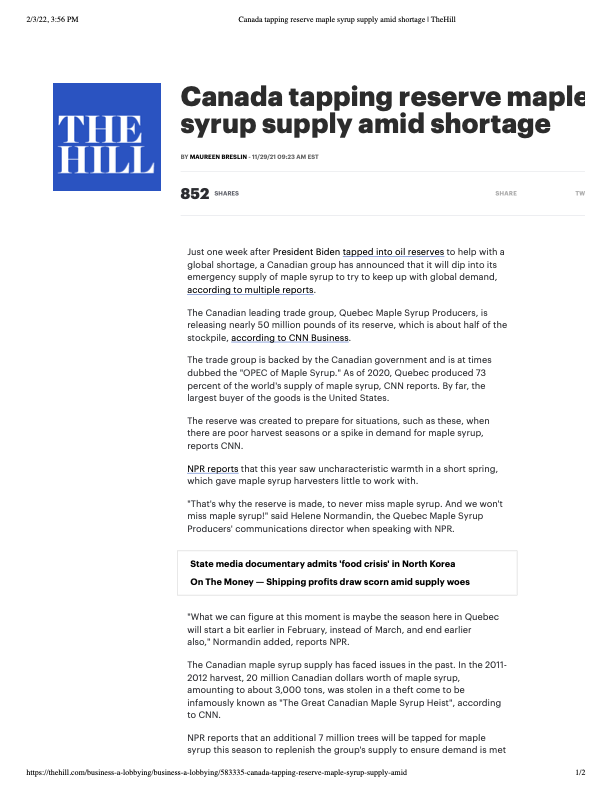 2/3/22, 3:56 PM
Canada tapping reserve maple syrup supply amid shortage | TheHill
THE
HILL
Canada tapping reserve maple
syrup supply amid shortage
BY MAUREEN BRESLIN - 11/29/21 09:23 AM EST
852 SHARES
SHARE
TW
Just one week after President Biden tapped into oil reserves to help with a
global shortage, a Canadian group has announced that it will dip into its
emergency supply of maple syrup to try to keep up with global demand,
according to multiple reports.
The Canadian leading trade group, Quebec Maple Syrup Producers, is
releasing nearly 50 million pounds of its reserve, which is about half of the
stockpile, according to CNN Business.
The trade group is backed by the Canadian government and is at times
dubbed the "OPEC of Maple Syrup." As of 2020, Quebec produced 73
percent of the world's supply of maple syrup, CNN reports. By far, the
largest buyer of the goods is the United States.
The reserve was created to prepare for situations, such as these, when
there are poor harvest seasons or a spike in demand for maple syrup,
reports CNN.
NPR reports that this year saw uncharacteristic warmth in a short spring,
which gave maple syrup harvesters little to work with.
"That's why the reserve is made, to never miss maple syrup. And we won't
miss maple syrup!" said Helene Normandin, the Quebec Maple Syrup
Producers' communications director when speaking with NPR.
State media documentary admits 'food crisis' in North Korea
On The Money — Shipping profits draw scorn amid supply woes
"What we can figure at this moment is maybe the season here in Quebec
will start a bit earlier in February, instead of March, and end earlier
also," Normandin added, reports NPR.
The Canadian maple syrup supply has faced issues in the past. In the 2011-
2012 harvest, 20 million Canadian dollars worth of maple syrup,
amounting to about 3,000 tons, was stolen in a theft come to be
infamously known as "The Great Canadian Maple Syrup Heist", according
to CNN.
NPR reports that an additional 7 million trees will be tapped for maple
syrup this season to replenish the group's supply to ensure demand is met
https://thehill.com/business-a-lobbying/business-a-lobbying/583335-canada-tapping-reserve-maple-syrup-supply-amid
1/2